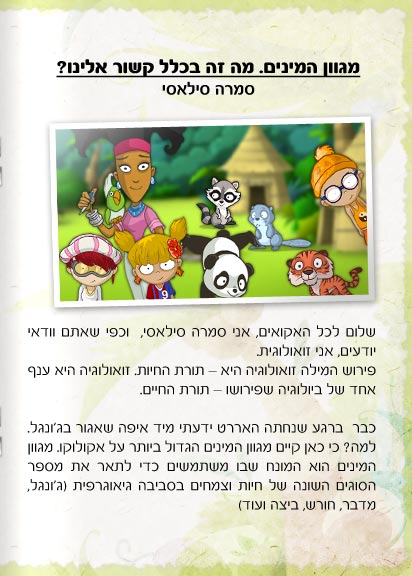 מגוון המינים. מה זה בכלל קשור אלינו?
סמרה סילאסי
שלום לכל האקואים, אני סמרה סילאסי, וכפי שאתם וודאי
יודעים, אני זואולוגית.
פירוש המילה זואולוגיה היא – תורת החיות. זואולוגיה היא ענף
אחד של ביולוגיה שפירושו – תורת החיים.
כבר ברגע שנחתה האררט ידעתי מיד איפה שאגור בג'ונגל.
למה? כי כאן קיים מגוון המינים הגדול ביותר על אקולוקו. מגוון
המינים הוא המונח שבו משתמשים כדי לתאר את מספר
הסוגים השונה של חיות וצמחים בסביבה גיאוגרפית (ג'ונגל,
מדבר, חורש, ביצה ועוד)
9